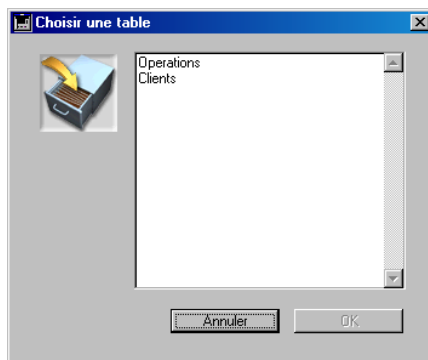 Choisir une table
Operations
Clients
Annuler
OK